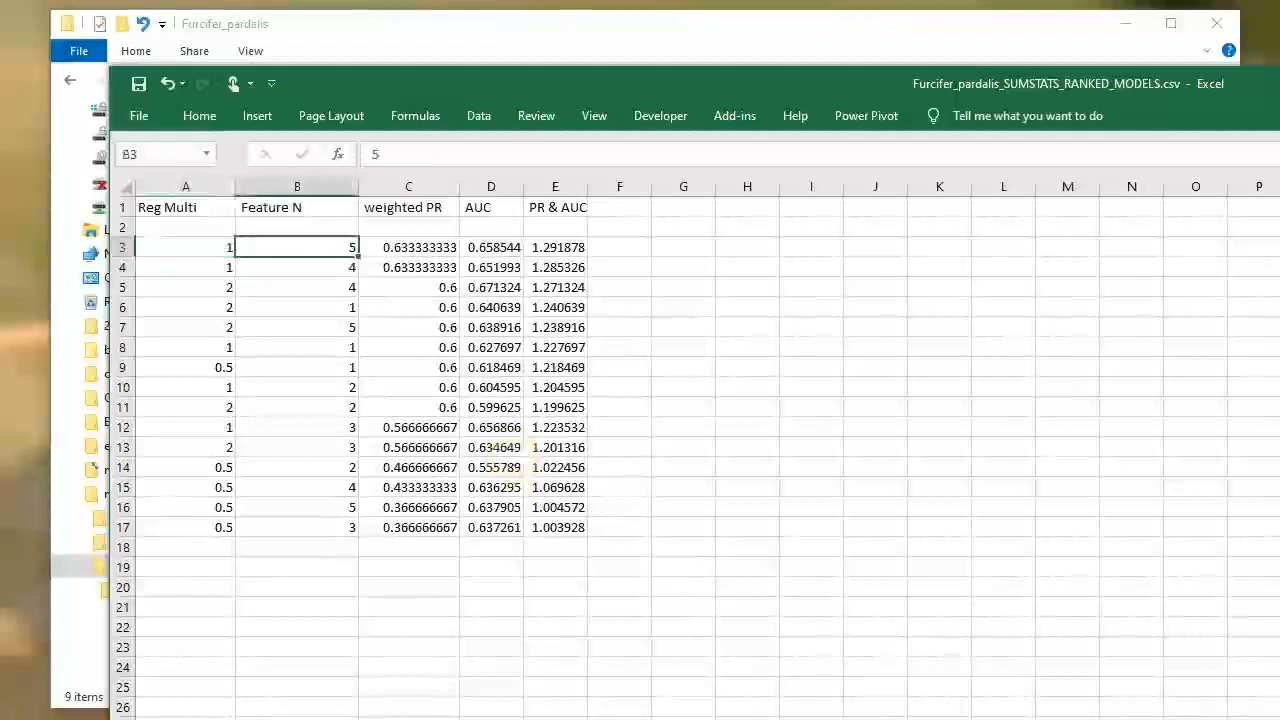 Furcifer_pardalis
File Home Share View
Furcifer_pardalis_SUMSTATS_RANKED_MODELS.csv - Excel
File Home Insert Page Layout Formulas Data Review View Developer Add-ins Help Power Pivot Tell me what you want to do
B3 fx 5
A B C D E F G H I J K L M N O P
1 Reg Multi Feature N weighted PR AUC PR & AUC
2
3 1 5 0.633333333 0.658544 1.291878
4 1 4 0.633333333 0.651993 1.285326
5 2 4 0.6 0.671324 1.271324
6 2 1 0.6 0.640639 1.240639
7 2 5 0.6 0.638916 1.238916
8 1 1 0.6 0.627697 1.227697
9 0.5 1 0.6 0.618469 1.218469
10 1 2 0.6 0.604595 1.204595
11 2 2 0.6 0.599625 1.199625
12 1 3 0.566666667 0.656866 1.223532
13 2 3 0.566666667 0.634649 1.201316
14 0.5 2 0.466666667 0.555789 1.022456
15 0.5 4 0.433333333 0.636295 1.069628
16 0.5 5 0.366666667 0.637905 1.004572
17 0.5 3 0.366666667 0.637261 1.003928
18
19
20
21
22
23
24
25
9 items
26